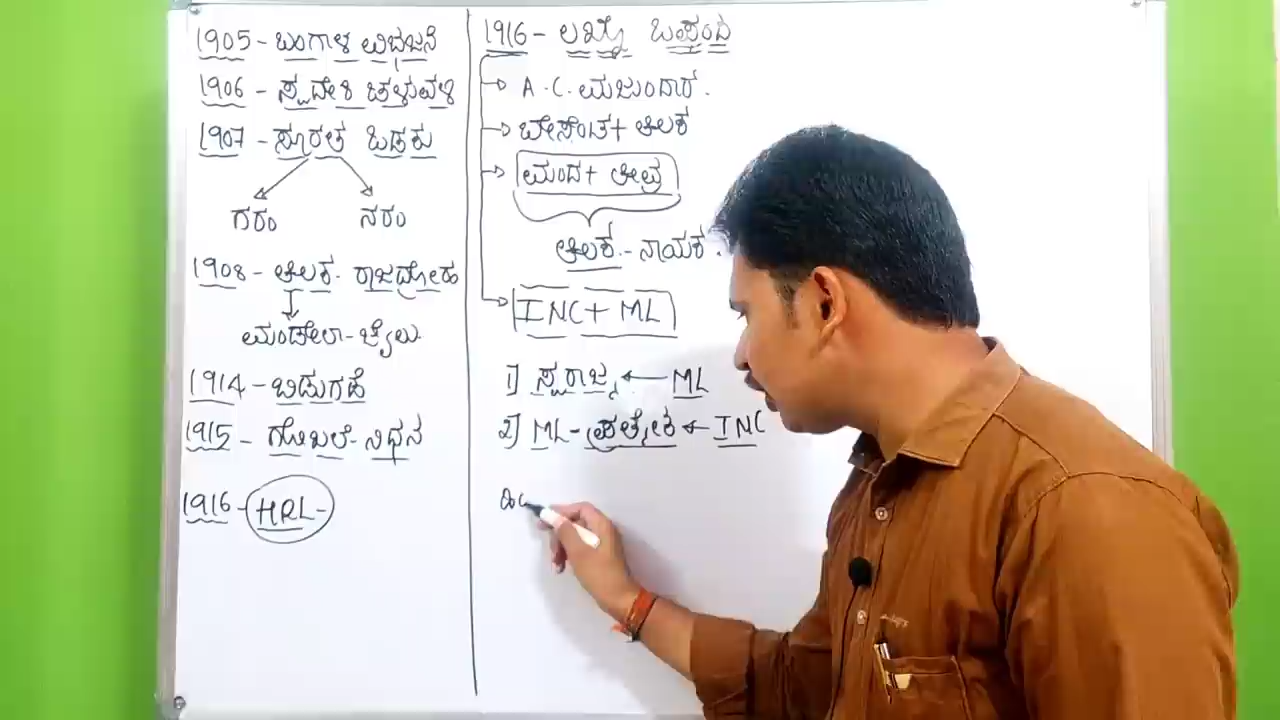 1905 - ಬಂಗಾಳ ವಿಭಜನೆ
1906 - ಸ್ವದೇಶಿ ಚಳುವಳಿ
1907 - ಸೂರತ ಒಡಕು
ಗರಂ ನರಂ
1908 - ತಿಲಕ - ರಾಜದ್ರೋಹ
ಮಂಡೇಲಾ - ಜೈಲು
1914 - ಬಿಡುಗಡೆ
1915 - ಗೋಖಲೆ - ನಿಧನ
1916 - HRL -
1916 - ಲಖ್ನೋ ಒಪ್ಪಂದ
A.C. ಮಜುಂದಾರ.
ಬೇಸೆಂಟ + ತಿಲಕ
ಮಂದ + ತೀವ್ರ
ತಿಲಕ - ನಾಯಕ.
INC + ML
1) ಸ್ವರಾಜ್ಯ ← ML
2) ML - ಪ್ರತ್ಯೇಕ ← INC